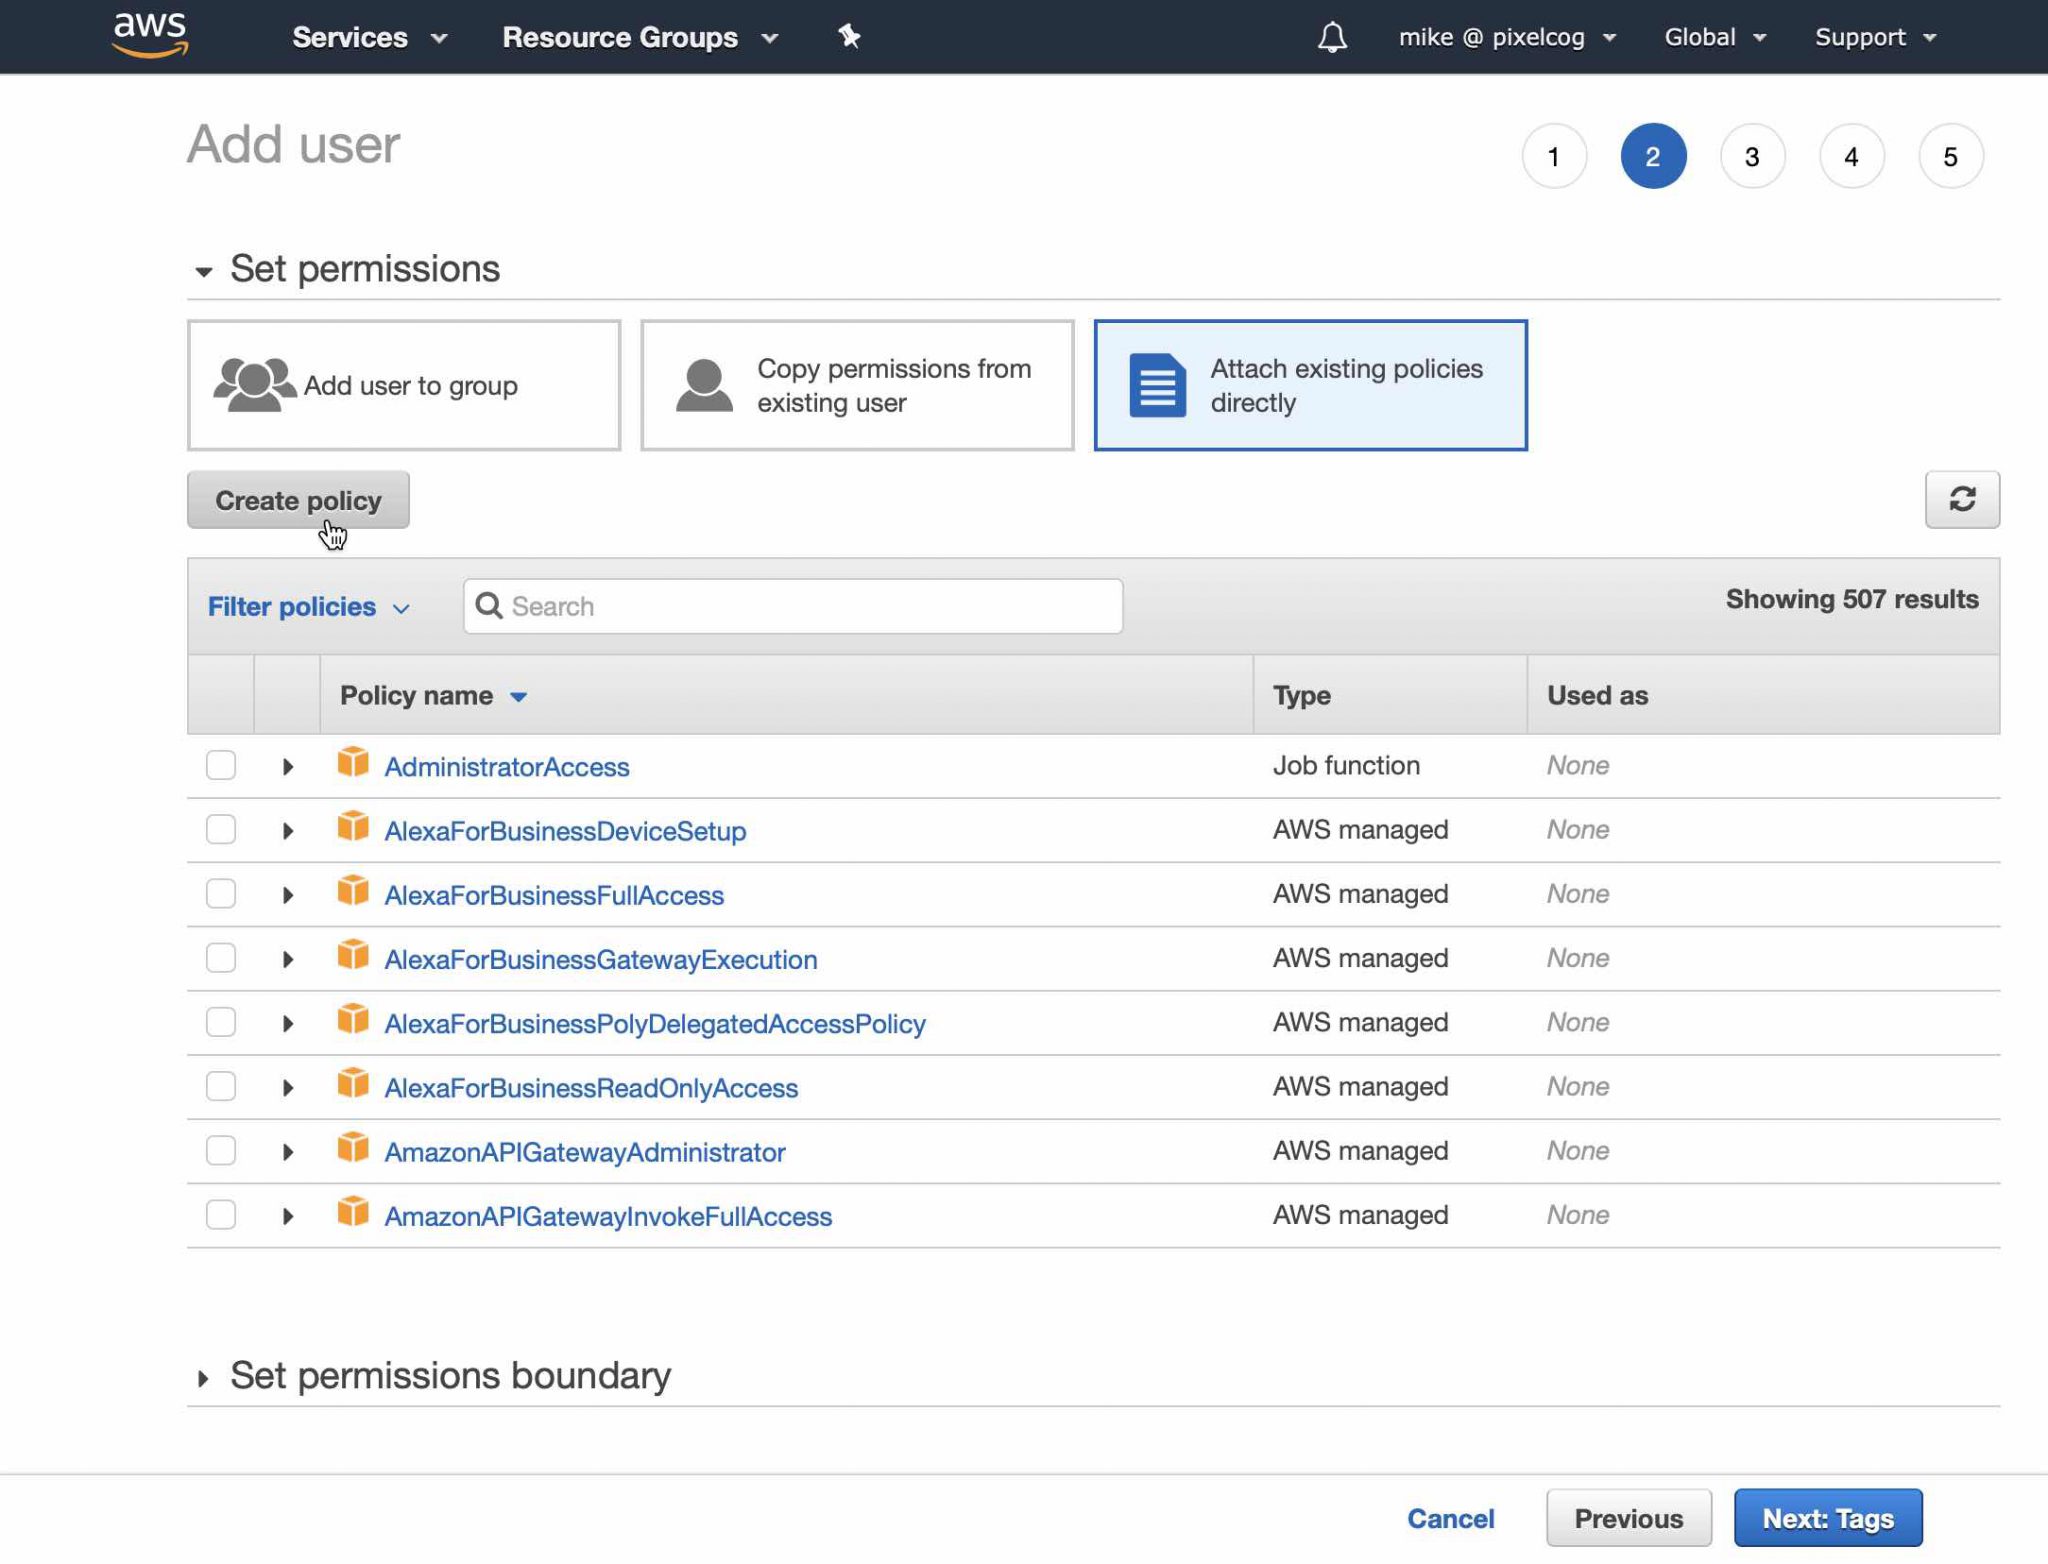 aws Services Resource Groups mike @ pixelcog Global Support
Add user
1 2 3 4 5
Set permissions
Add user to group
Copy permissions from
existing user
Attach existing policies
directly
Create policy
Filter policies Search Showing 507 results
Policy name Type Used as
AdministratorAccess Job function None
AlexaForBusinessDeviceSetup AWS managed None
AlexaForBusinessFullAccess AWS managed None
AlexaForBusinessGatewayExecution AWS managed None
AlexaForBusinessPolyDelegatedAccessPolicy AWS managed None
AlexaForBusinessReadOnlyAccess AWS managed None
AmazonAPIGatewayAdministrator AWS managed None
AmazonAPIGatewayInvokeFullAccess AWS managed None
Set permissions boundary
Cancel Previous Next: Tags